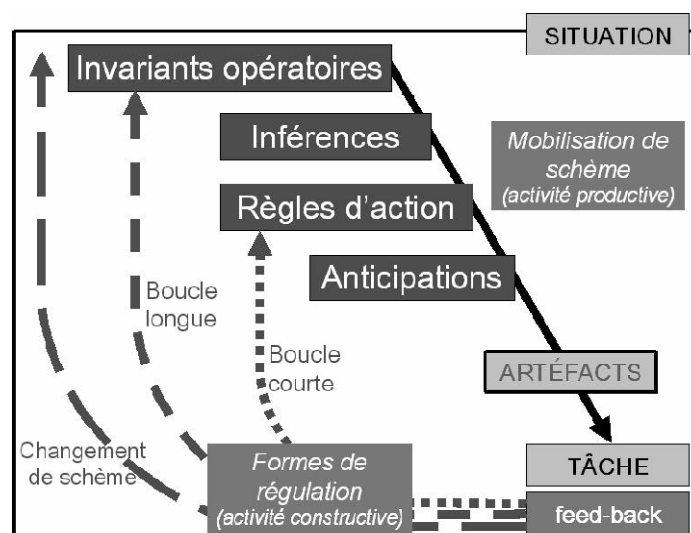 SITUATION
Invariants opératoires
Inférences
Mobilisation de
schème
(activité productive)
Règles d'action
Anticipations
Boucle
longue
Boucle
courte
ARTÉFACTS
Changement
de schème
Formes de
régulation
(activité constructive)
TÂCHE
feed-back